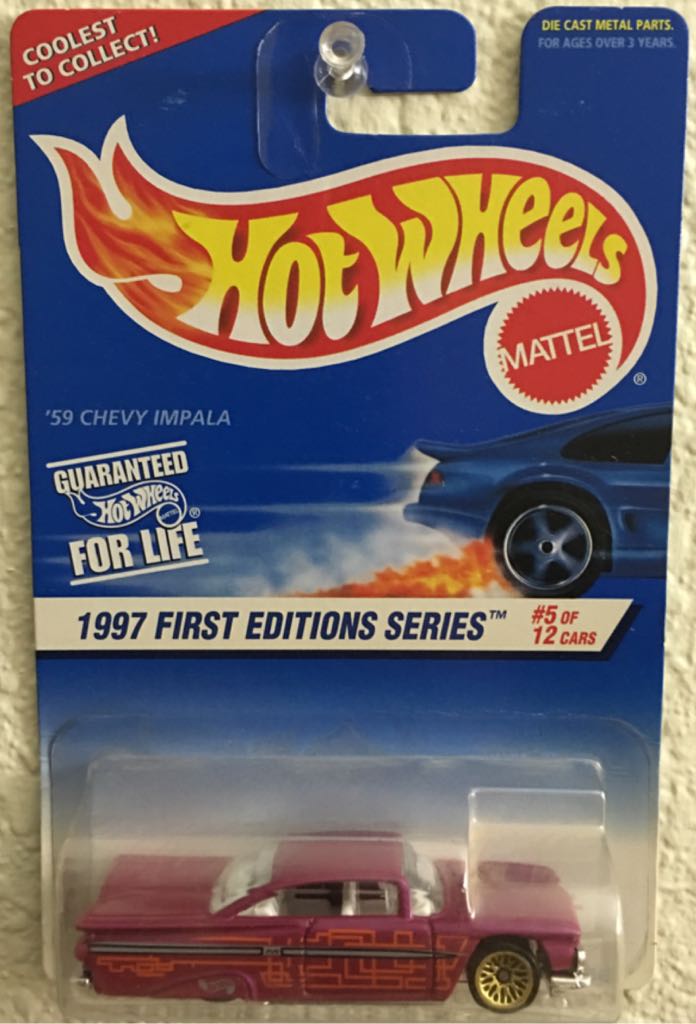 COOLEST
TO COLLECT!
DIE CAST METAL PARTS.
FOR AGES OVER 3 YEARS.
Hot Wheels
MATTEL
®
'59 CHEVY IMPALA
GUARANTEED
Hot Wheels
MATTEL
®
FOR LIFE
1997 FIRST EDITIONS SERIES™
#5 OF
12 CARS